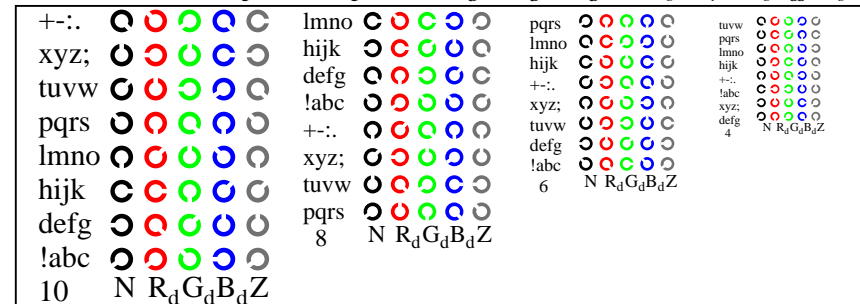 +-:.
xyz;
tuvw
pqrs
lmno
hijk
defg
!abc
10 N RdGdBdZ
lmno
hijk
defg
!abc
+-:.
xyz;
tuvw
pqrs
8 N RdGdBdZ
pqrs
lmno
hijk
+-:.
xyz;
tuvw
defg
!abc
6 N RdGdBdZ
tuvw
pqrs
lmno
hijk
+-:.
!abc
xyz;
defg
4 N RdGdBdZ